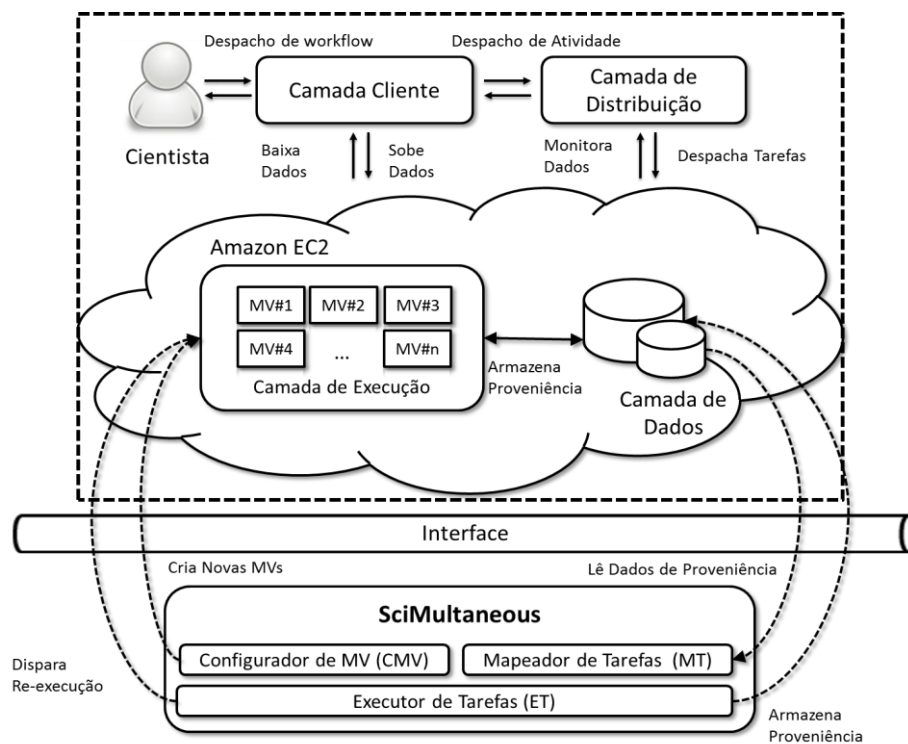 Despacho de workflow
Despacho de Atividade
Camada Cliente
Camada de
Distribuição
Cientista
Baixa
Dados
Sobe
Dados
Monitora
Dados
Despacha Tarefas
Amazon EC2
MV#1
MV#2
MV#3
MV#4
...
MV#n
Camada de Execução
Armazena
Proveniência
Camada de
Dados
Interface
Cria Novas MVs
Lê Dados de Proveniência
SciMultaneous
Configurador de MV (CMV)
Mapeador de Tarefas (MT)
Executor de Tarefas (ET)
Dispara
Re-execução
Armazena
Proveniência